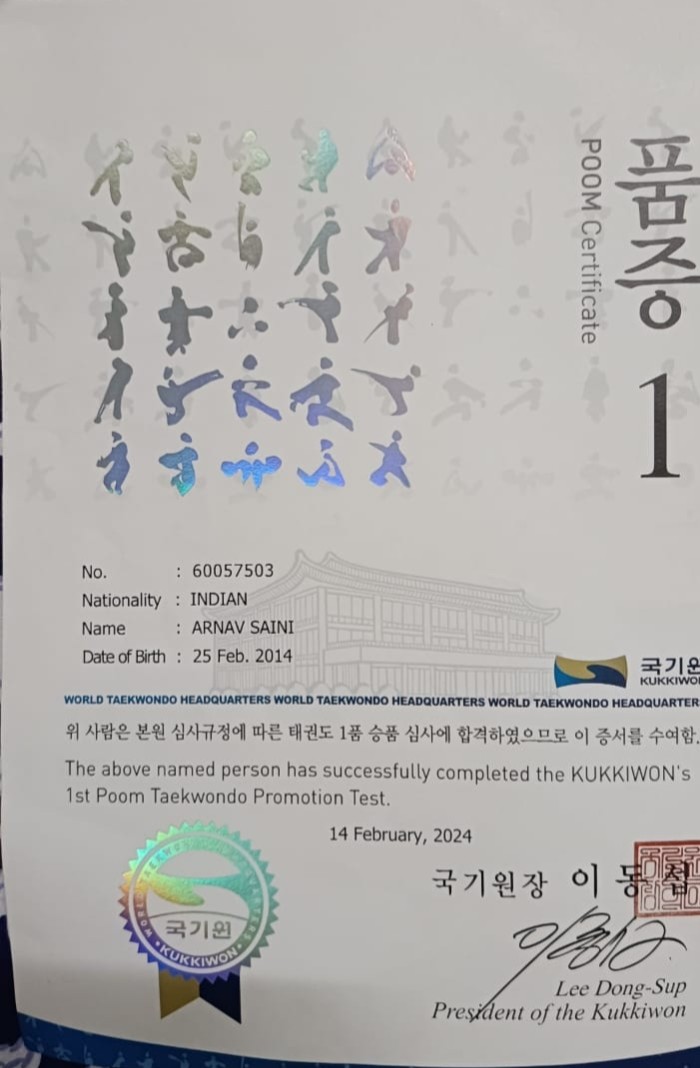 품증
POOM Certificate
1
No. : 60057503
Nationality : INDIAN
Name : ARNAV SAINI
Date of Birth : 25 Feb. 2014
국기원
KUKKIWON
WORLD TAEKWONDO HEADQUARTERS WORLD TAEKWONDO HEADQUARTERS WORLD TAEKWONDO HEADQUARTER
위 사람은 본원 심사규정에 따른 태권도 1품 승품 심사에 합격하였으므로 이 증서를 수여함.
The above named person has successfully completed the KUKKIWON's
1st Poom Taekwondo Promotion Test.
14 February, 2024
국기원장 이동섭
국기원
KUKKIWON
Lee Dong-Sup
President of the Kukkiwon